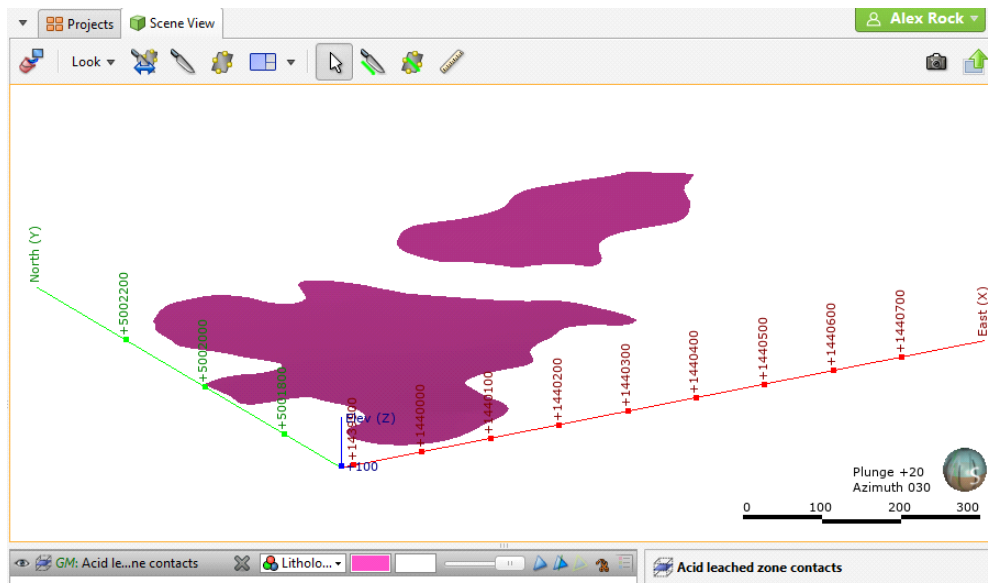 Projects
Scene View
Alex Rock
Look
North (Y)
+5002200
+5002000
+5001800
Elev (Z)
+100
+1439900
+1440000
+1440100
+1440200
+1440300
+1440400
+1440500
+1440600
+1440700
East (X)
S
Plunge +20
Azimuth 030
0 100 200 300
GM: Acid le...ne contacts
Litholo...
Acid leached zone contacts